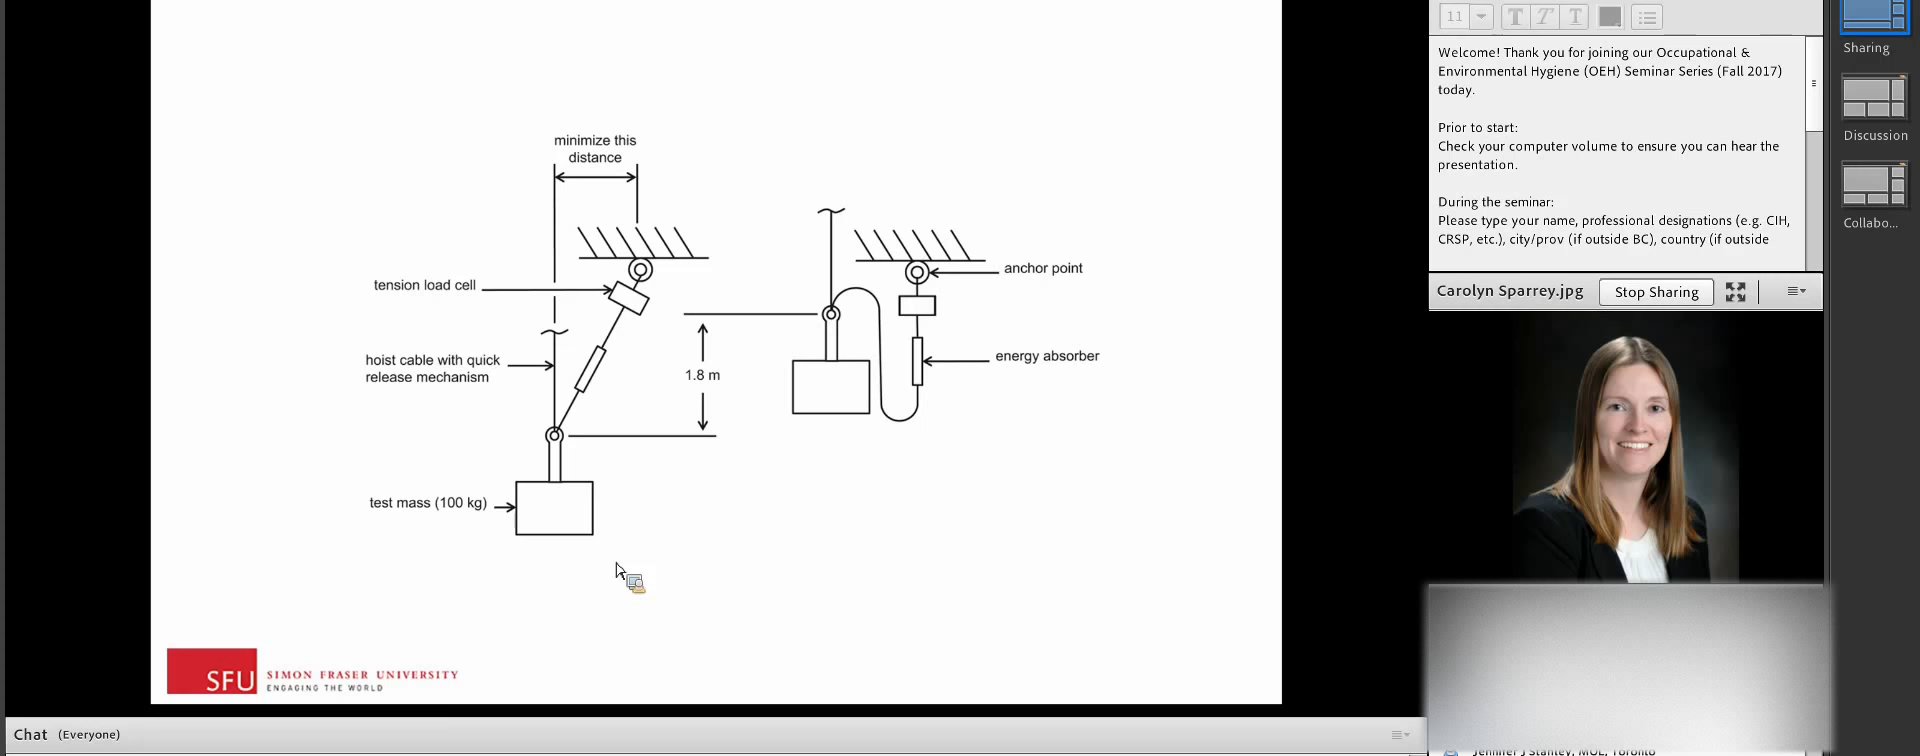 minimize this
distance
tension load cell
hoist cable with quick
release mechanism
test mass (100 kg)
1.8 m
anchor point
energy absorber
SFU
SIMON FRASER UNIVERSITY
ENGAGING THE WORLD
Chat (Everyone)
11
T T T
Welcome! Thank you for joining our Occupational &
Environmental Hygiene (OEH) Seminar Series (Fall 2017)
today.
Prior to start:
Check your computer volume to ensure you can hear the
presentation.
During the seminar:
Please type your name, professional designations (e.g. CIH,
CRSP, etc.), city/prov (if outside BC), country (if outside
Carolyn Sparrey.jpg
Stop Sharing
Jennifer J Stanley, MOL, Toronto
Sharing
Discussion
Collabo...